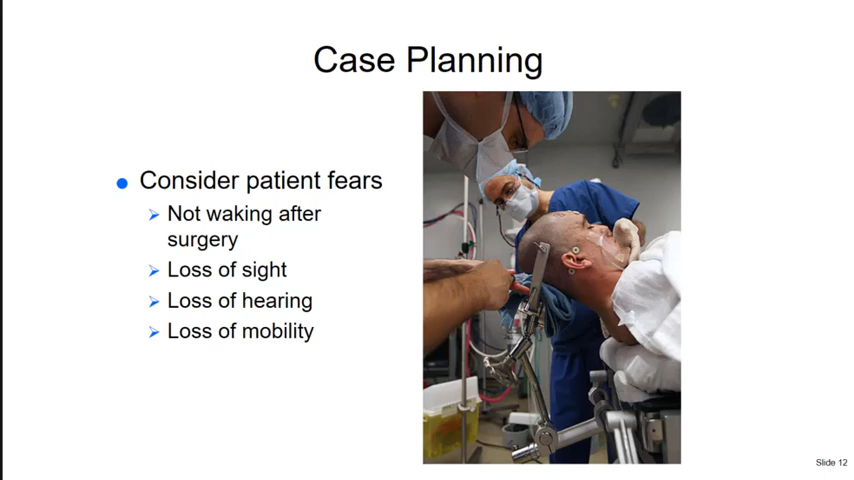 Case Planning
Consider patient fears
Not waking after
surgery
Loss of sight
Loss of hearing
Loss of mobility
Slide 12